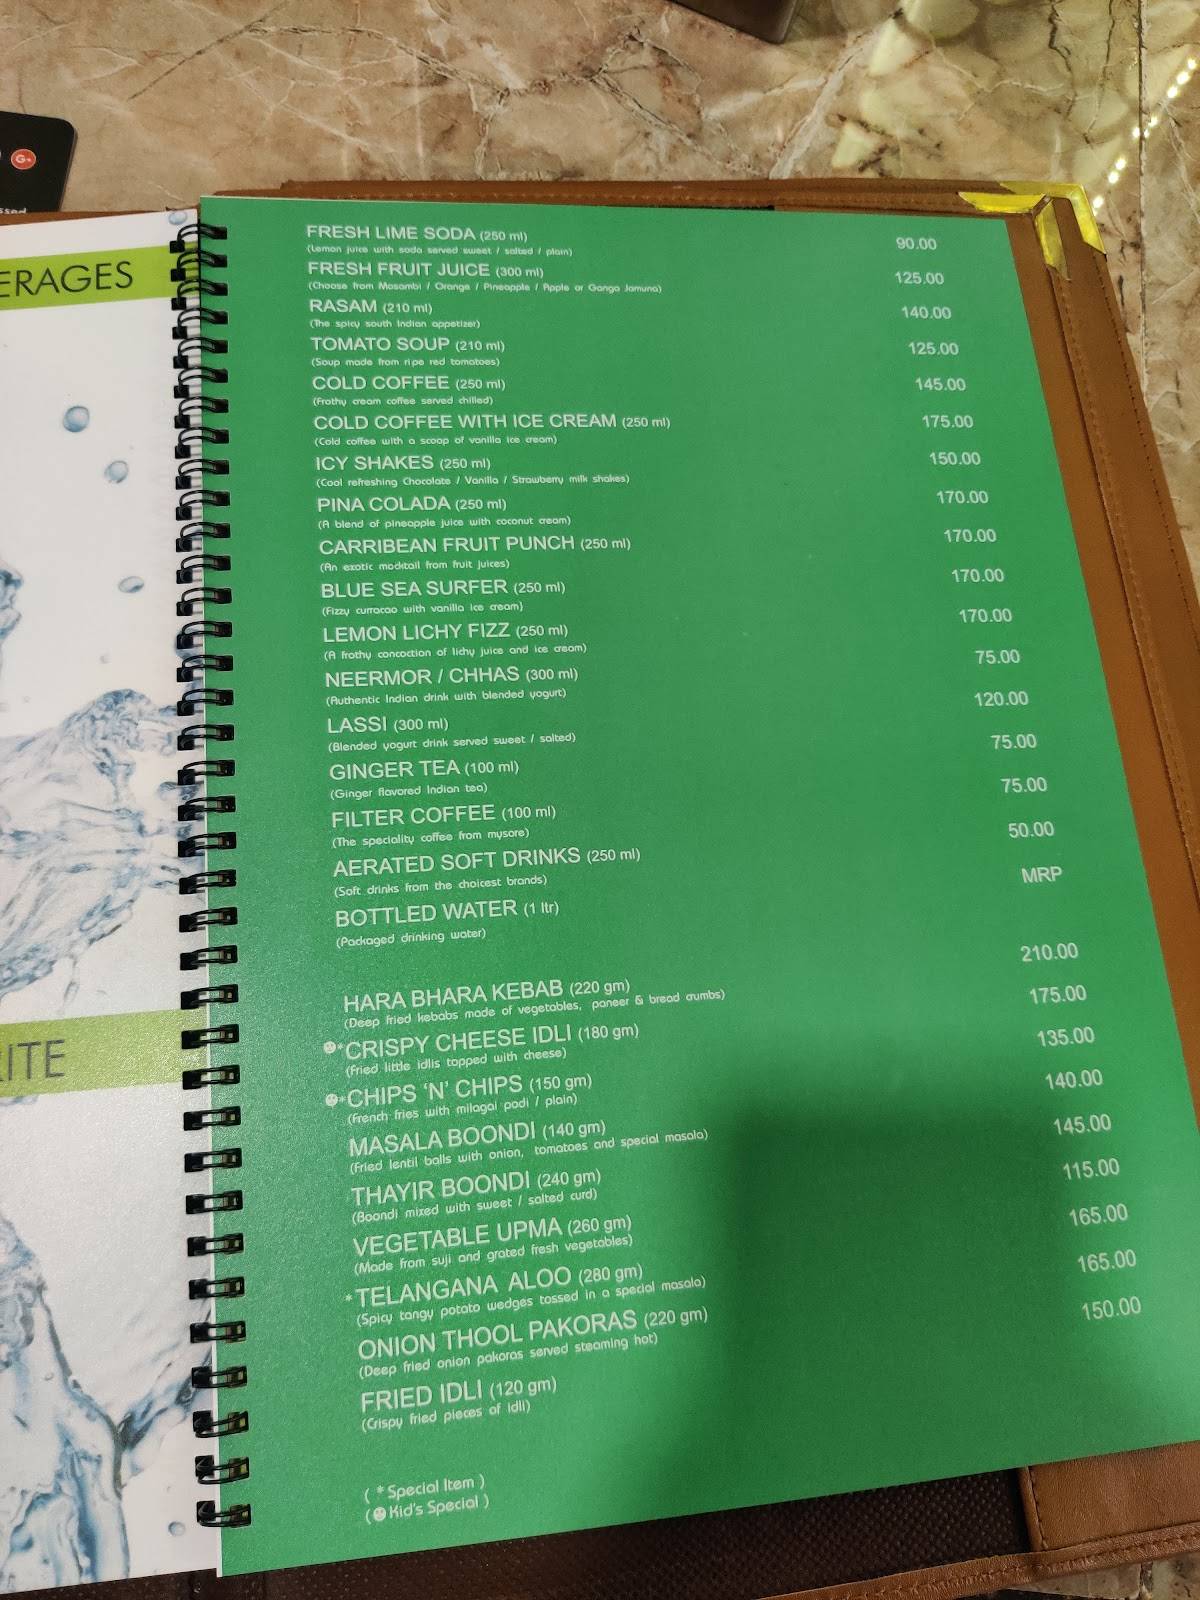 G+
ssed
ERAGES
RITE
FRESH LIME SODA (250 ml) 90.00
(Lemon juice with soda served sweet / salted / plain)
FRESH FRUIT JUICE (300 ml) 125.00
(Choose from Mosambi / Orange / Pineapple / Apple or Ganga Jamuna)
RASAM (210 ml) 140.00
(The spicy south Indian appetizer)
TOMATO SOUP (210 ml) 125.00
(Soup made from ripe red tomatoes)
COLD COFFEE (250 ml) 145.00
(Frothy cream coffee served chilled)
COLD COFFEE WITH ICE CREAM (250 ml) 175.00
(Cold coffee with a scoop of vanilla ice cream)
ICY SHAKES (250 ml) 150.00
(Cool refreshing Chocolate / Vanilla / Strawberry milk shakes)
PINA COLADA (250 ml) 170.00
(A blend of pineapple juice with coconut cream)
CARRIBEAN FRUIT PUNCH (250 ml) 170.00
(An exotic mocktail from fruit juices)
BLUE SEA SURFER (250 ml) 170.00
(Fizzy curracao with vanilla ice cream)
LEMON LICHY FIZZ (250 ml) 170.00
(A frothy concoction of lichy juice and ice cream)
NEERMOR / CHHAS (300 ml) 75.00
(Authentic Indian drink with blended yogurt)
LASSI (300 ml) 120.00
(Blended yogurt drink served sweet / salted)
GINGER TEA (100 ml) 75.00
(Ginger flavored Indian tea)
FILTER COFFEE (100 ml) 75.00
(The speciality coffee from mysore)
AERATED SOFT DRINKS (250 ml) 50.00
(Soft drinks from the choicest brands)
BOTTLED WATER (1 ltr) MRP
(Packaged drinking water)
HARA BHARA KEBAB (220 gm) 210.00
(Deep fried kebabs made of vegetables, paneer & bread crumbs)
*CRISPY CHEESE IDLI (180 gm) 175.00
(Fried little idlis topped with cheese)
*CHIPS 'N' CHIPS (150 gm) 135.00
(French fries with milagai podi / plain)
MASALA BOONDI (140 gm) 140.00
(Fried lentil balls with onion, tomatoes and special masala)
THAYIR BOONDI (240 gm) 145.00
(Boondi mixed with sweet / salted curd)
VEGETABLE UPMA (260 gm) 115.00
(Made from suji and grated fresh vegetables)
*TELANGANA ALOO (280 gm) 165.00
(Spicy tangy potato wedges tossed in a special masala)
ONION THOOL PAKORAS (220 gm) 165.00
(Deep fried onion pakoras served steaming hot)
FRIED IDLI (120 gm) 150.00
(Crispy fried pieces of idli)
( * Special Item )
( Kid's Special )